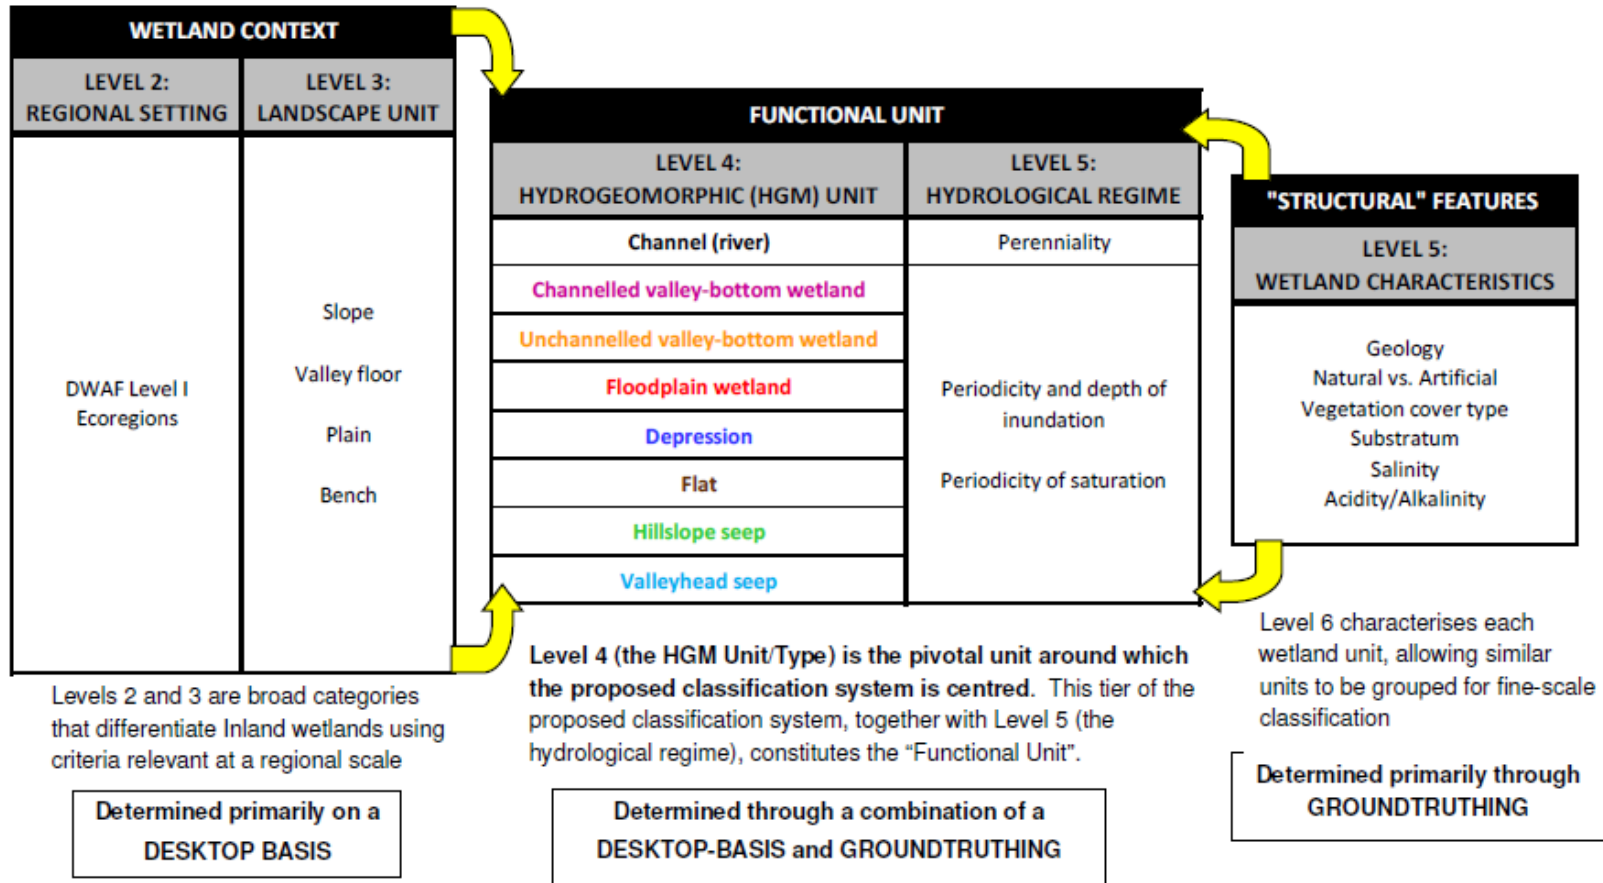 WETLAND CONTEXT
LEVEL 2:
REGIONAL SETTING
LEVEL 3:
LANDSCAPE UNIT
DWAF Level I
Ecoregions
Slope
Valley floor
Plain
Bench
Levels 2 and 3 are broad categories
that differentiate Inland wetlands using
criteria relevant at a regional scale
Determined primarily on a
DESKTOP BASIS
FUNCTIONAL UNIT
LEVEL 4:
HYDROGEOMORPHIC (HGM) UNIT
LEVEL 5:
HYDROLOGICAL REGIME
Channel (river)
Perenniality
Channelled valley-bottom wetland
Unchannelled valley-bottom wetland
Floodplain wetland
Depression
Flat
Hillslope seep
Valleyhead seep
Periodicity and depth of
inundation
Periodicity of saturation
Level 4 (the HGM Unit/Type) is the pivotal unit around which
the proposed classification system is centred. This tier of the
proposed classification system, together with Level 5 (the
hydrological regime), constitutes the “Functional Unit”.
Determined through a combination of a
DESKTOP-BASIS and GROUNDTRUTHING
"STRUCTURAL" FEATURES
LEVEL 5:
WETLAND CHARACTERISTICS
Geology
Natural vs. Artificial
Vegetation cover type
Substratum
Salinity
Acidity/Alkalinity
Level 6 characterises each
wetland unit, allowing similar
units to be grouped for fine-scale
classification
Determined primarily through
GROUNDTRUTHING